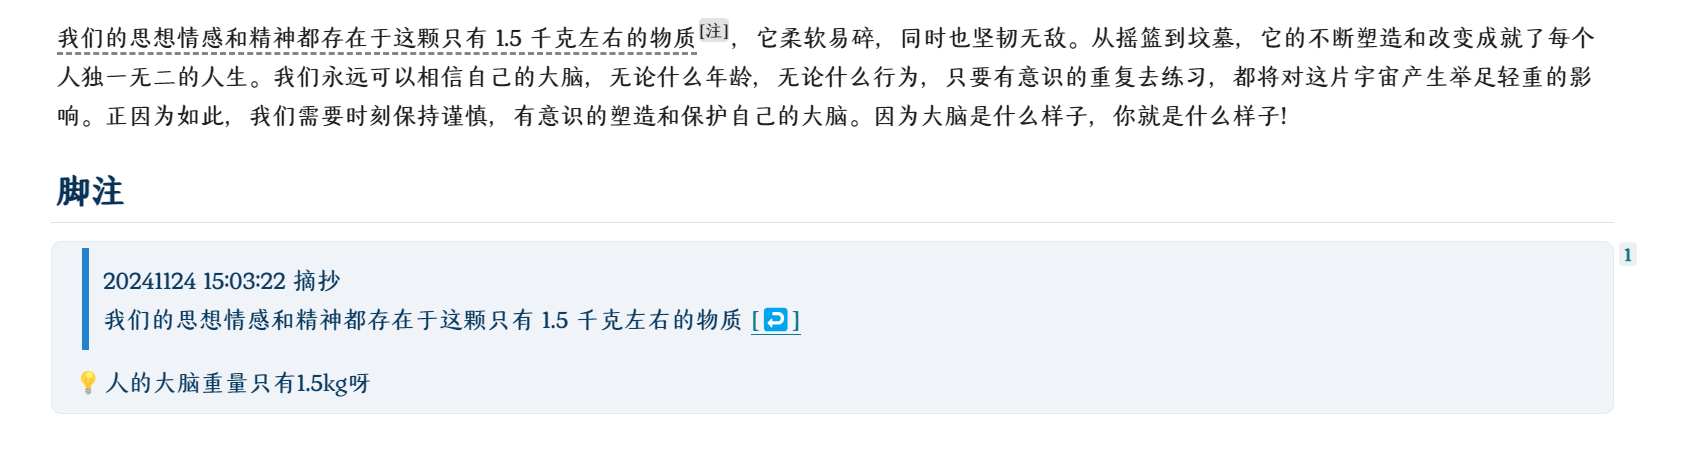 我们的思想情感和精神都存在于这颗只有 1.5 千克左右的物质[注]，它柔软易碎，同时也坚韧无敌。从摇篮到坟墓，它的不断塑造和改变成就了每个
人独一无二的人生。我们永远可以相信自己的大脑，无论什么年龄，无论什么行为，只要有意识的重复去练习，都将对这片宇宙产生举足轻重的影
响。正因为如此，我们需要时刻保持谨慎，有意识的塑造和保护自己的大脑。因为大脑是什么样子，你就是什么样子!
脚注
1
20241124 15:03:22 摘抄
我们的思想情感和精神都存在于这颗只有 1.5 千克左右的物质 [↩️]
💡 人的大脑重量只有1.5kg呀